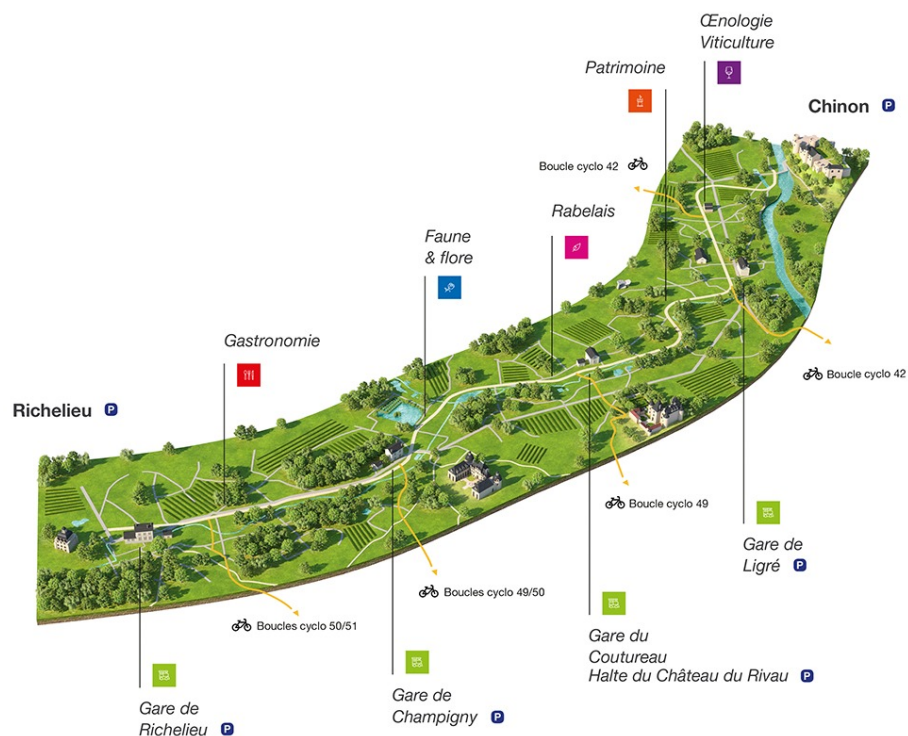 Œnologie
Viticulture
Patrimoine
Chinon P
Boucle cyclo 42
Rabelais
Faune
& flore
Gastronomie
Boucle cyclo 42
Richelieu P
Boucle cyclo 49
Gare de
Ligré P
Boucles cyclo 49/50
Boucles cyclo 50/51
Gare du
Coutureau
Halte du Château du Rivau P
Gare de
Champigny P
Gare de
Richelieu P